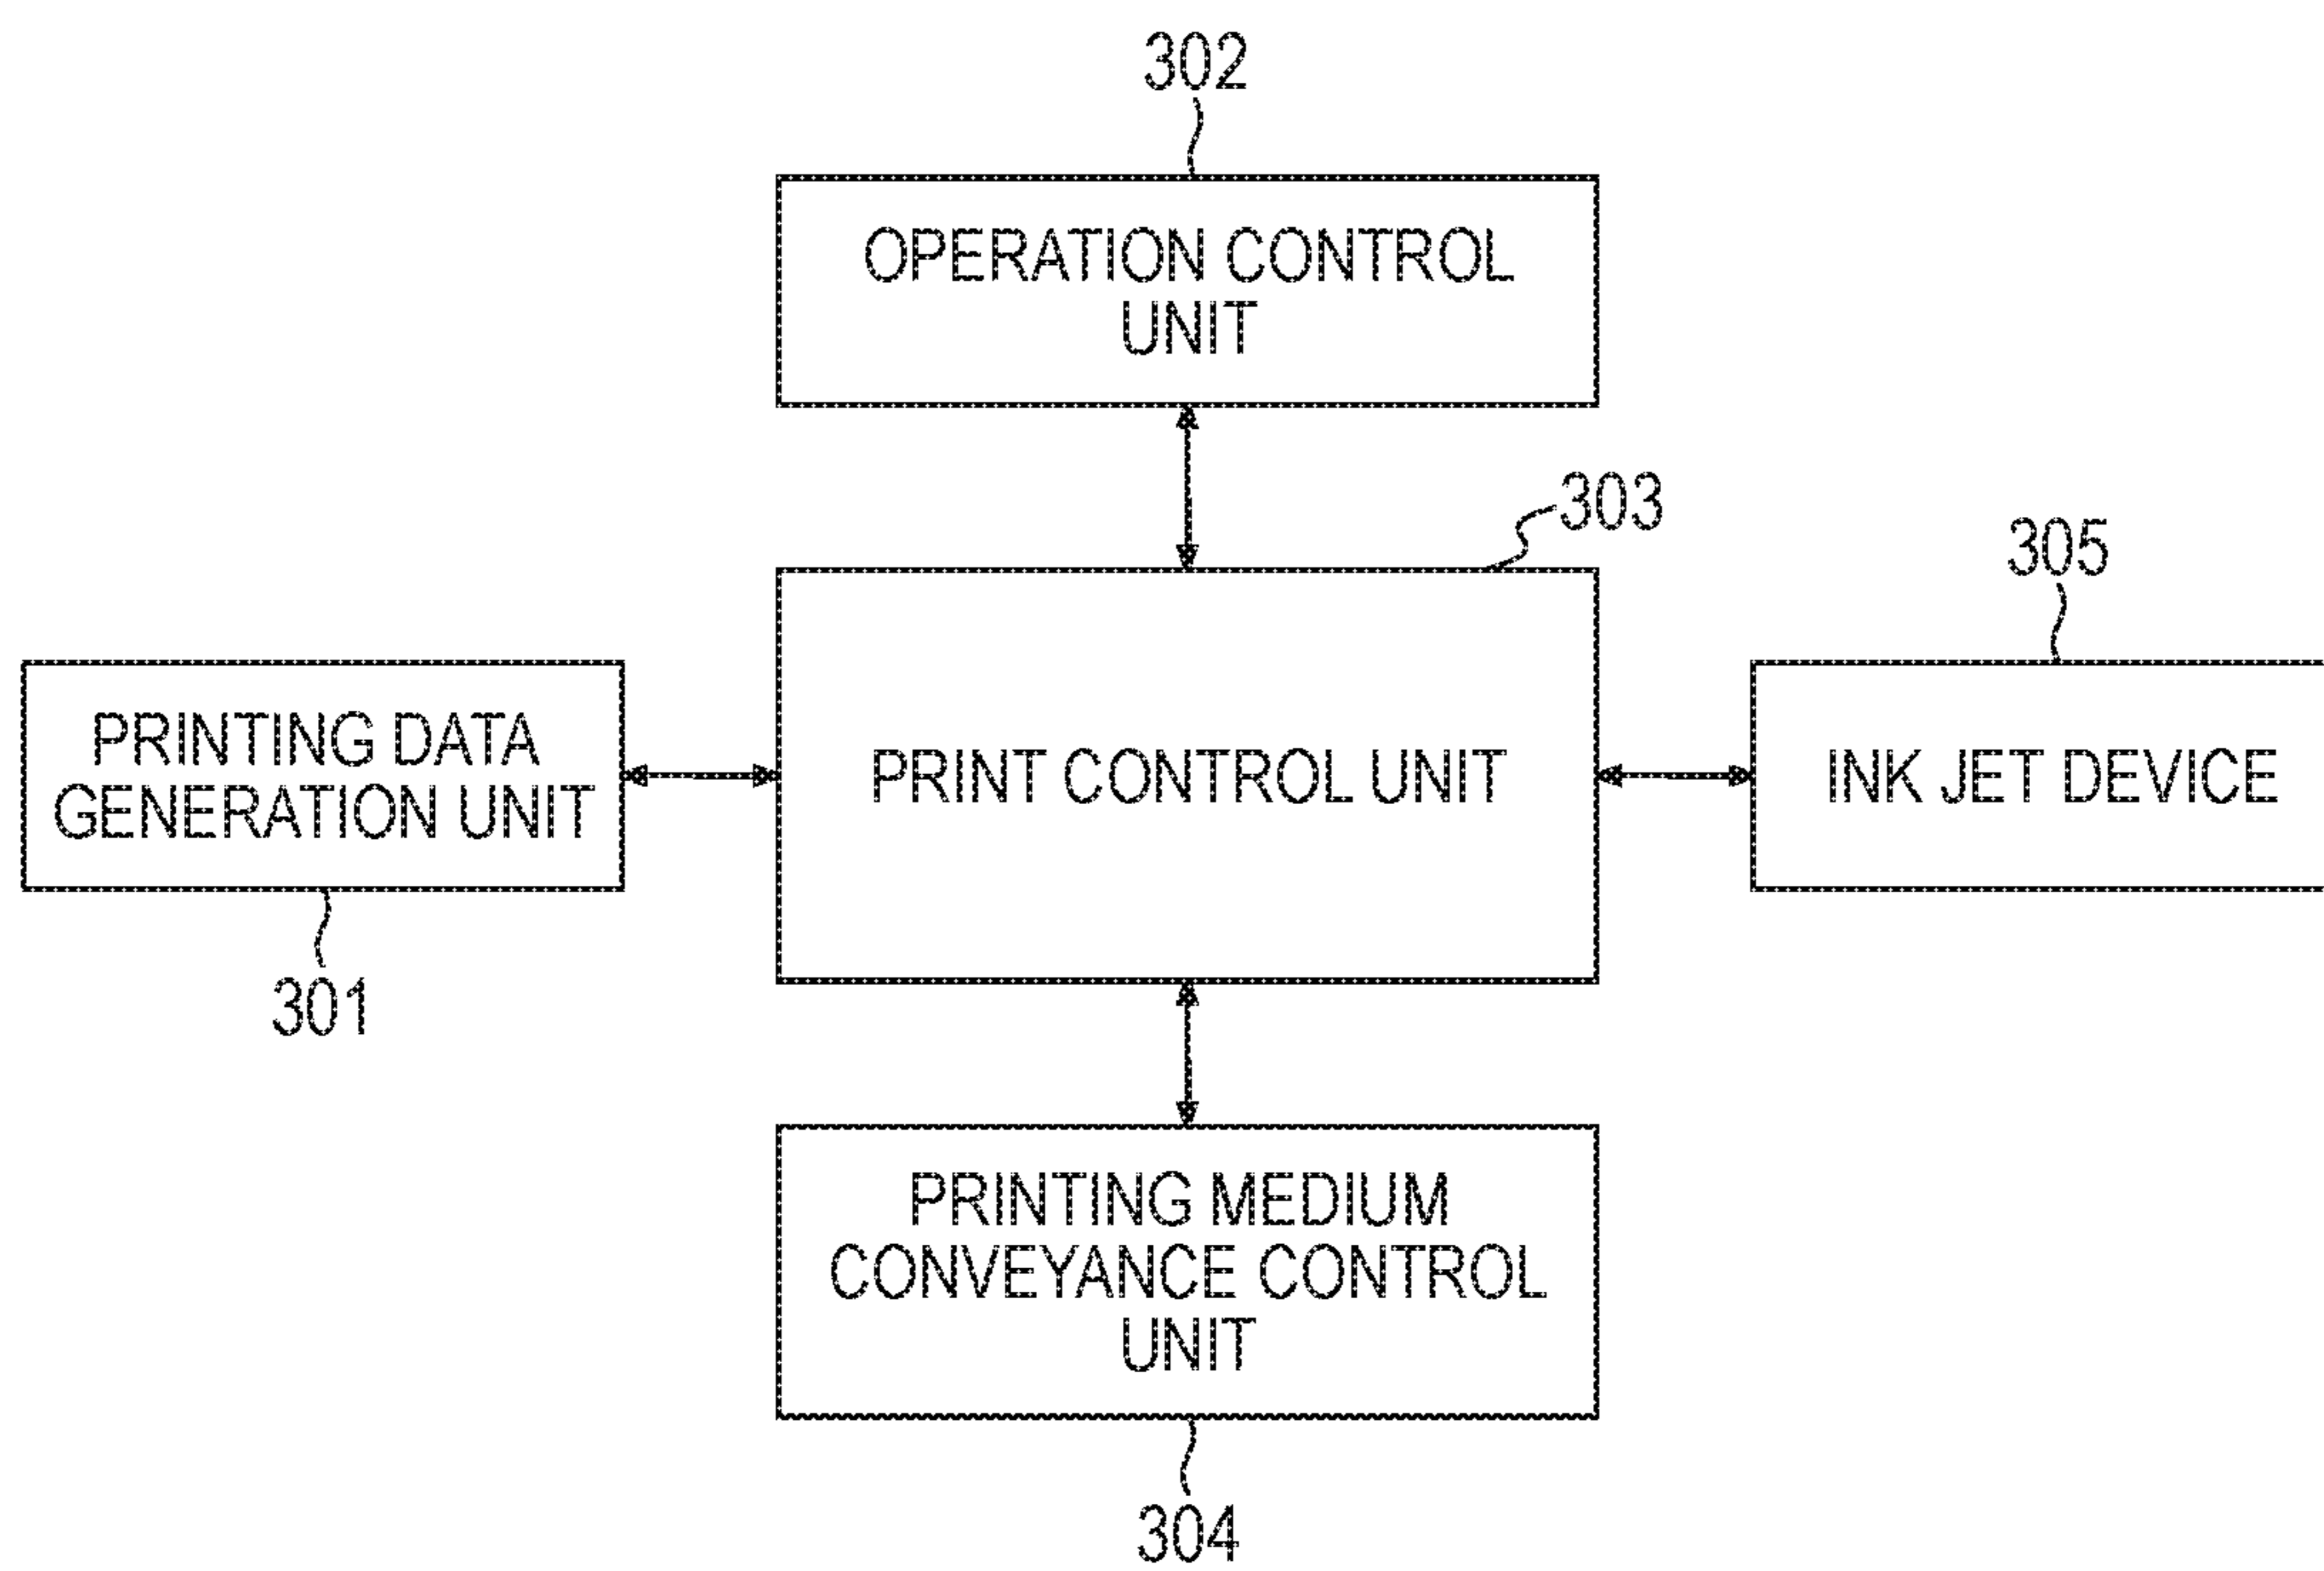 302
OPERATION CONTROL
UNIT
303
305
PRINTING DATA
GENERATION UNIT
PRINT CONTROL UNIT
INK JET DEVICE
301
PRINTING MEDIUM
CONVEYANCE CONTROL
UNIT
304